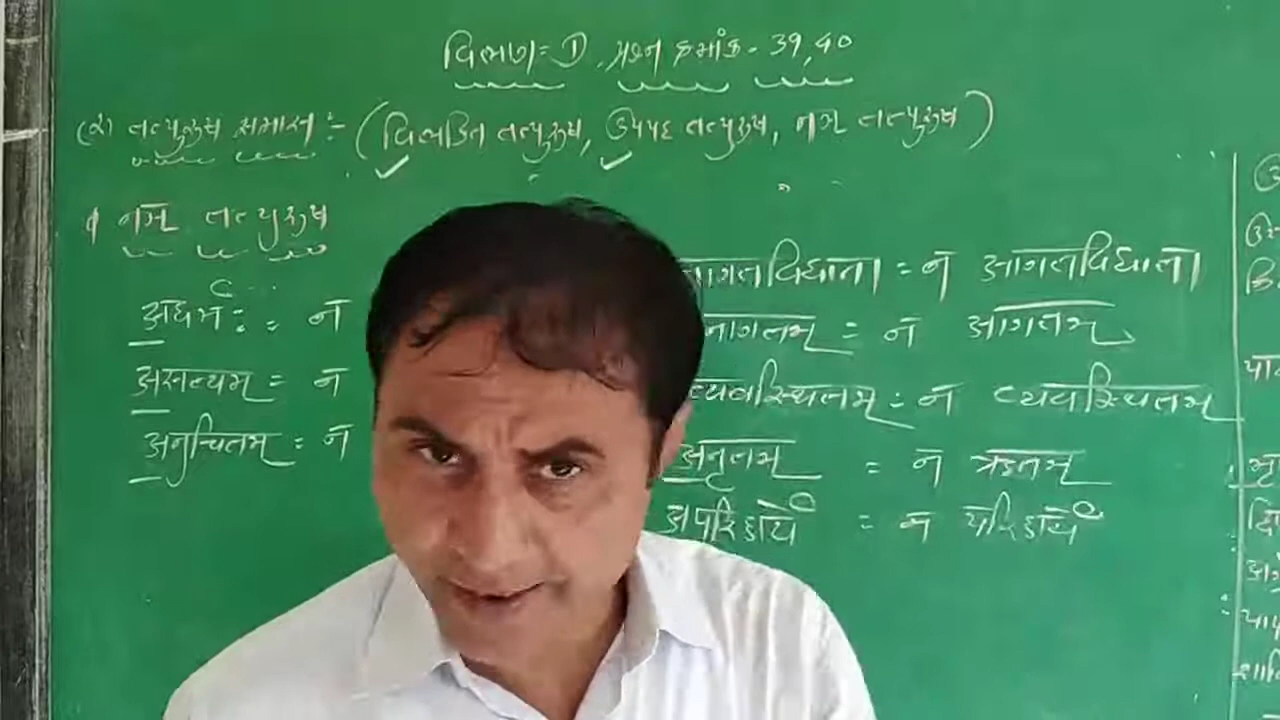 विभाग - D . प्रश्न क्रमांक - 39, 40
(2) तत्पुरुष समास :- (विभक्ति तत्पुरुष, उपपद तत्पुरुष, नञ् तत्पुरुष)
नञ् तत्पुरुष
अधर्मः = न
असत्यम् = न
अनुचितम् = न
नागतविधाता = न आगतविधाता
नागतम् = न आगतम्
व्यवस्थितम् = न व्यवस्थितम्
अनृतम् = न ऋतम्
अपरिहार्ये = न परिहार्ये